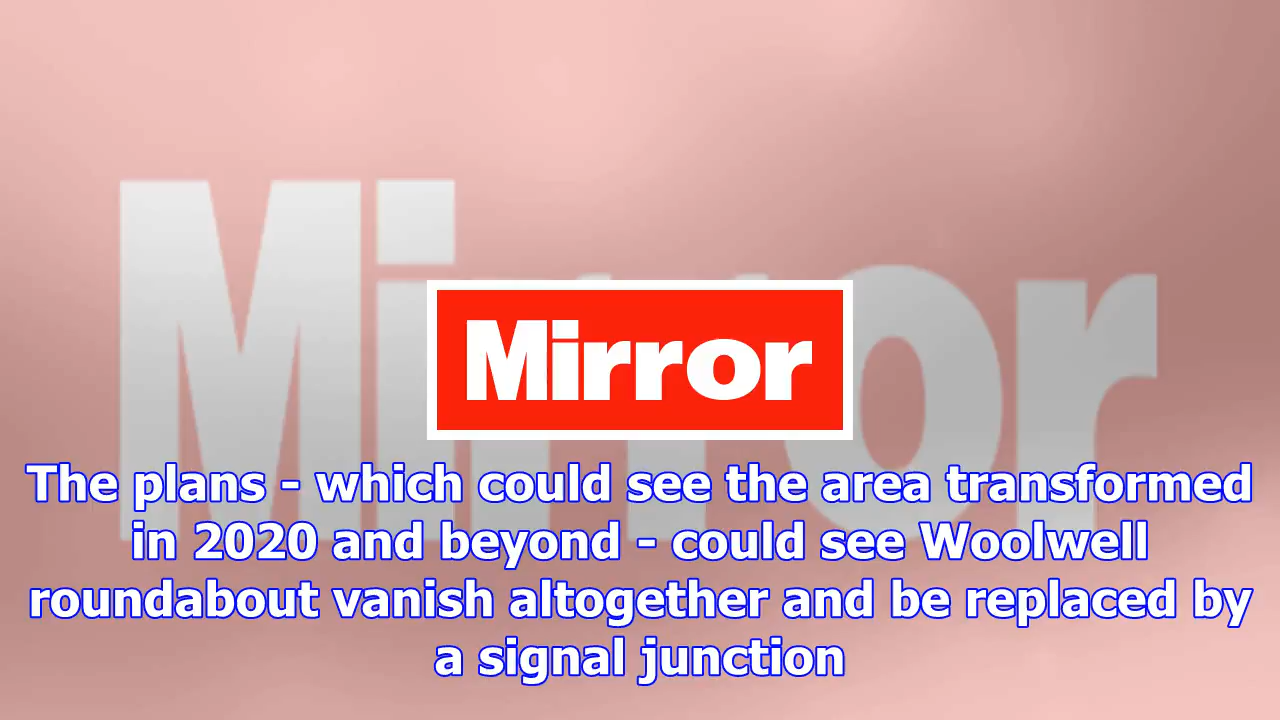 Mirror
Mirror
The plans - which could see the area transformed
in 2020 and beyond - could see Woolwell
roundabout vanish altogether and be replaced by
a signal junction